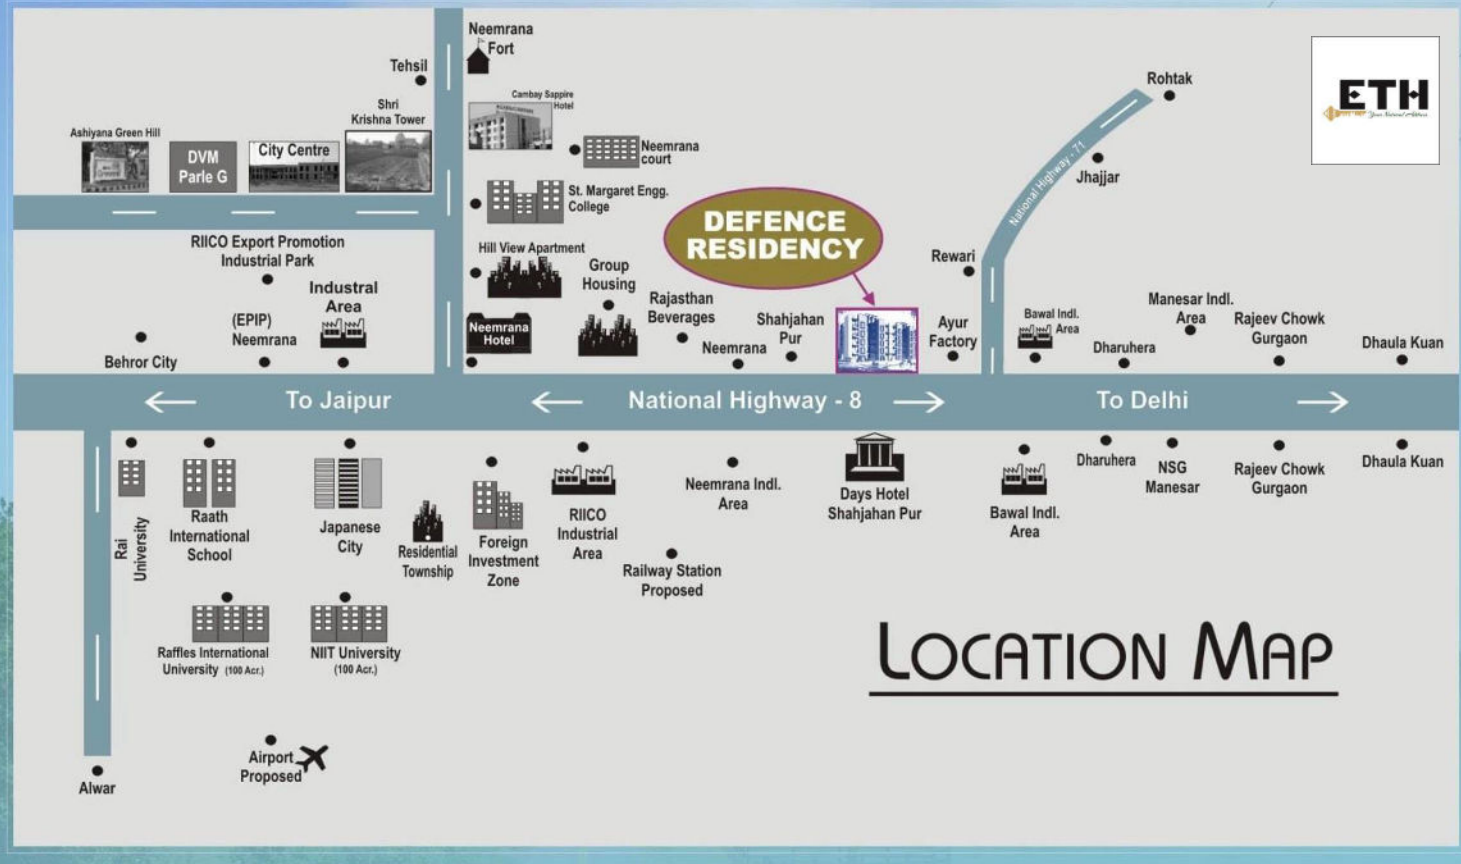 Neemrana
Fort
Tehsil
Shri
Krishna Tower
Cambay Sappire
Hotel
Ashiyana Green Hill
DVM
Parle G
City Centre
Neemrana
court
St. Margaret Engg.
College
RIICO Export Promotion
Industrial Park
Hill View Apartment
Industral
Area
(EPIP)
Neemrana
Behror City
Group
Housing
Neemrana
Hotel
Rajasthan
Beverages
Neemrana
Shahjahan
Pur
DEFENCE
RESIDENCY
Ayur
Factory
Rewari
National Highway - 71
Jhajjar
Rohtak
ETH
Bawal Indl.
Area
Dharuhera
Manesar Indl.
Area
Rajeev Chowk
Gurgaon
Dhaula Kuan
To Jaipur
National Highway - 8
To Delhi
Rai
University
Raath
International
School
Japanese
City
Residential
Township
Foreign
Investment
Zone
RIICO
Industrial
Area
Neemrana Indl.
Area
Railway Station
Proposed
Days Hotel
Shahjahan Pur
Bawal Indl.
Area
Dharuhera
NSG
Manesar
Rajeev Chowk
Gurgaon
Dhaula Kuan
Raffles International
University (100 Acr.)
NIIT University
(100 Acr.)
Airport
Proposed
Alwar
LOCATION MAP